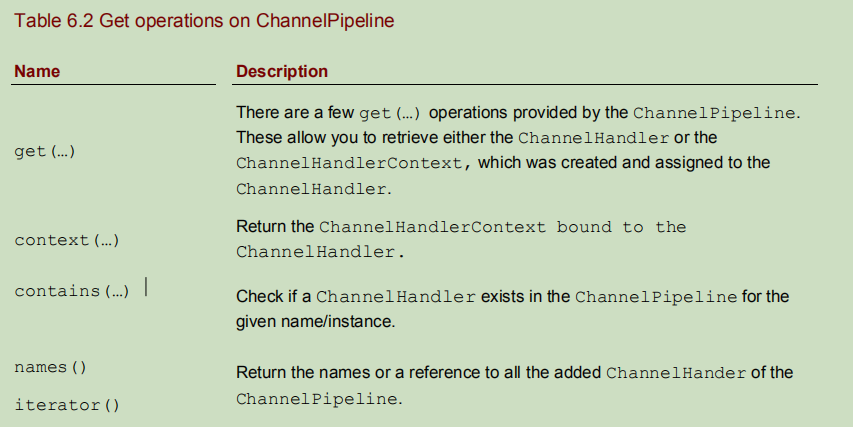 Table 6.2 Get operations on ChannelPipeline
Name Description
get(…)
There are a few get(…) operations provided by the ChannelPipeline.
These allow you to retrieve either the ChannelHandler or the
ChannelHandlerContext, which was created and assigned to the
ChannelHandler.
context(…)
Return the ChannelHandlerContext bound to the
ChannelHandler.
contains(…)
Check if a ChannelHandler exists in the ChannelPipeline for the
given name/instance.
names()
iterator()
Return the names or a reference to all the added ChannelHander of the
ChannelPipeline.